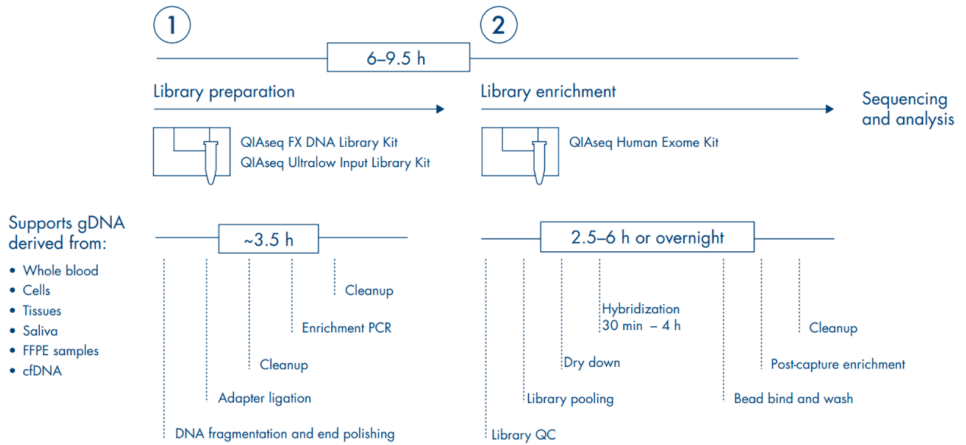 1
2
6–9.5 h
Library preparation
Library enrichment
Sequencing
and analysis
QIAseq FX DNA Library Kit
QIAseq Ultralow Input Library Kit
QIAseq Human Exome Kit
Supports gDNA
derived from:
• Whole blood
• Cells
• Tissues
• Saliva
• FFPE samples
• cfDNA
~3.5 h
Cleanup
Enrichment PCR
Cleanup
Adapter ligation
DNA fragmentation and end polishing
2.5–6 h or overnight
Hybridization
30 min – 4 h
Cleanup
Dry down
Post-capture enrichment
Library pooling
Bead bind and wash
Library QC